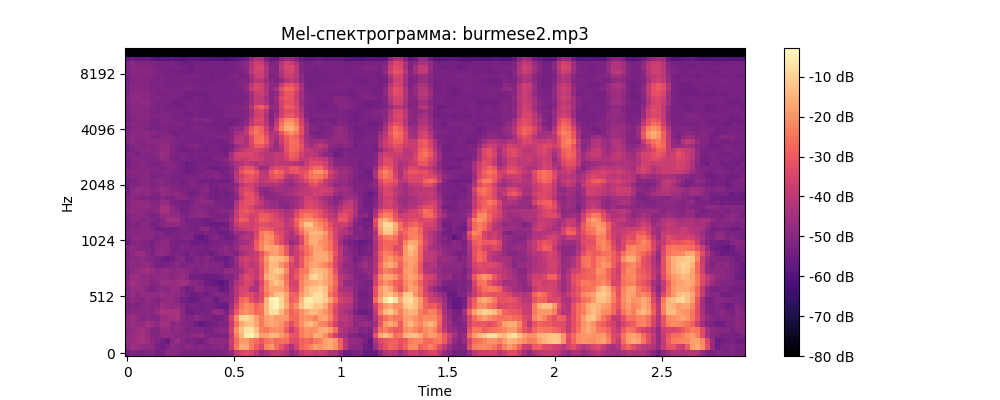 Mel-спектрограмма: burmese2.mp3
Hz
8192
4096
2048
1024
512
0
0 0.5 1 1.5 2 2.5
Time
-10 dB
-20 dB
-30 dB
-40 dB
-50 dB
-60 dB
-70 dB
-80 dB